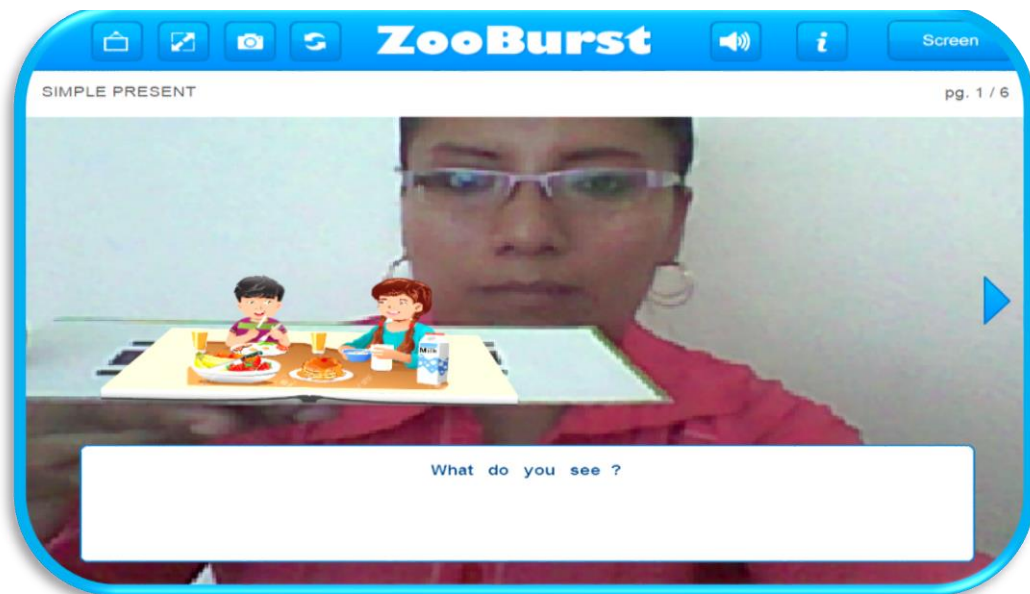 ZooBurst
Screen
SIMPLE PRESENT
pg. 1 / 6
Milk
What do you see ?